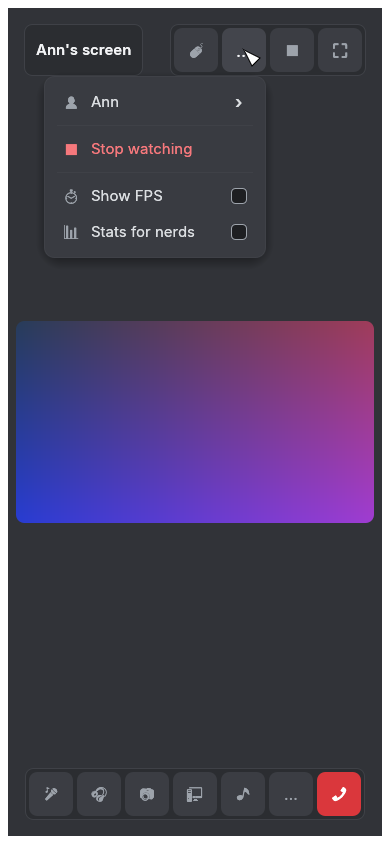 Ann's screen
...
Ann
Stop watching
Show FPS
Stats for nerds
...